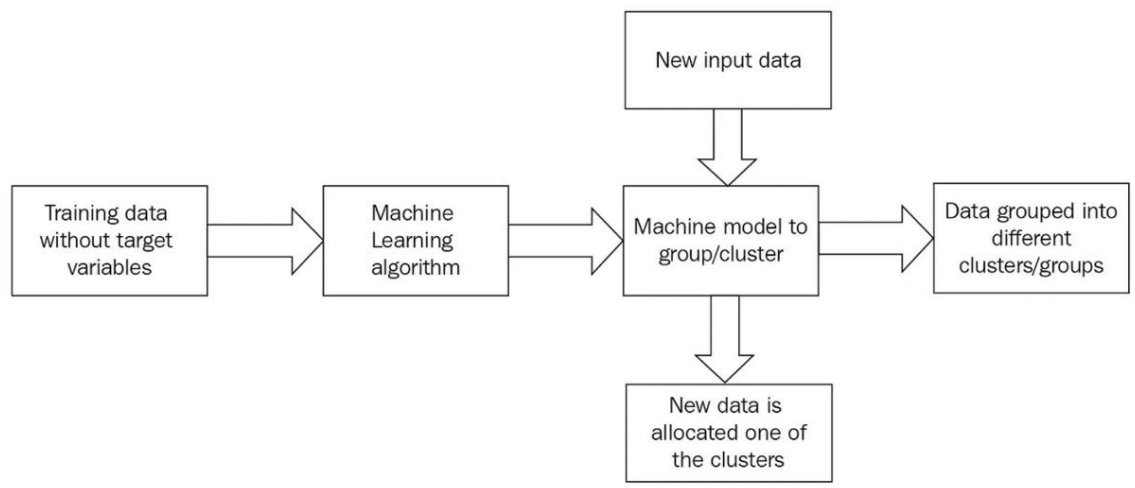 New input data
Training data
without target
variables
Machine
Learning
algorithm
Machine model to
group/cluster
Data grouped into
different
clusters/groups
New data is
allocated one of
the clusters